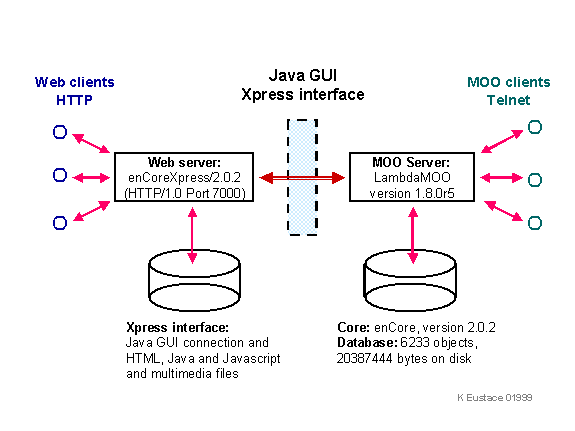 Java GUI
Xpress interface
Web clients
HTTP
MOO clients
Telnet
Web server:
enCoreXpress/2.0.2
(HTTP/1.0 Port 7000)
MOO Server:
LambdaMOO
version 1.8.0r5
Xpress interface:
Java GUI connection and
HTML, Java and Javascript
and multimedia files
Core: enCore, version 2.0.2
Database: 6233 objects,
20387444 bytes on disk
K Eustace 01999